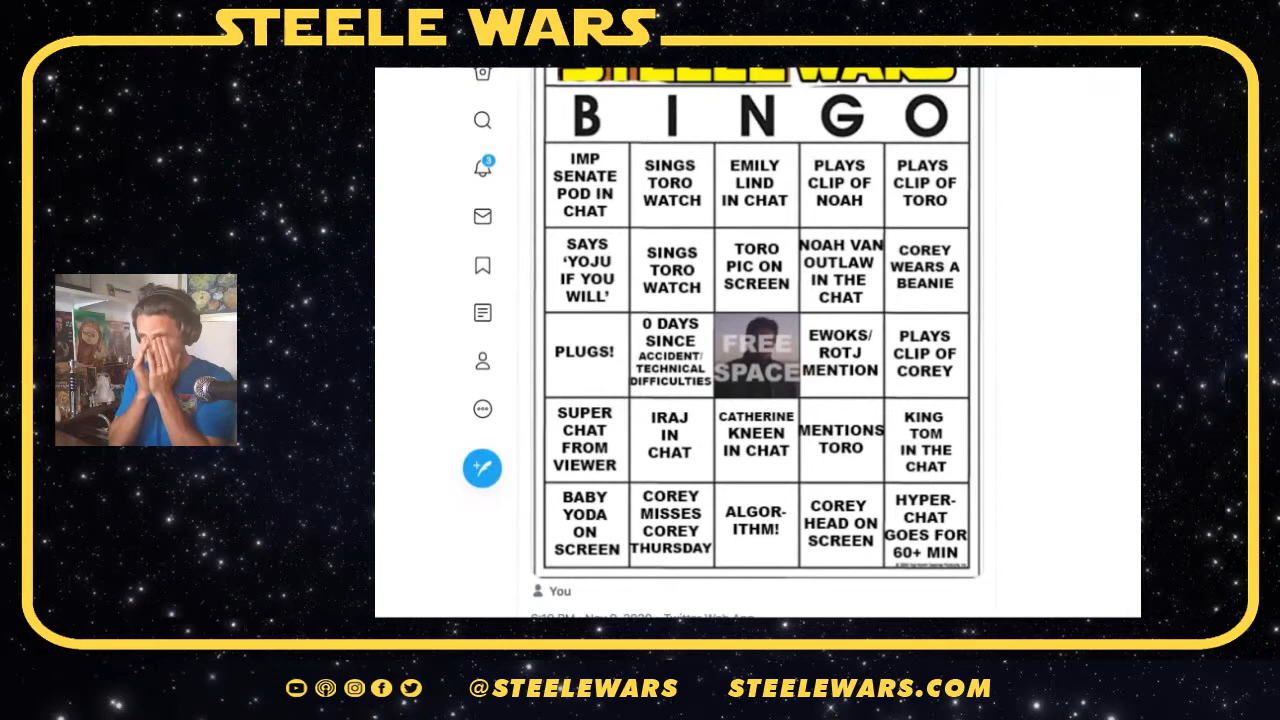 STEELE WARS
STEELE WARS
B I N G O
IMP
SENATE
POD IN
CHAT
SINGS
TORO
WATCH
EMILY
LIND
IN CHAT
PLAYS
CLIP OF
NOAH
PLAYS
CLIP OF
TORO
SAYS
‘YOJU
IF YOU
WILL’
SINGS
TORO
WATCH
TORO
PIC ON
SCREEN
NOAH VAN
OUTLAW
IN THE
CHAT
COREY
WEARS A
BEANIE
PLUGS!
0 DAYS
SINCE
ACCIDENT/
TECHNICAL
DIFFICULTIES
FREE
SPACE
EWOKS/
ROTJ
MENTION
PLAYS
CLIP OF
COREY
SUPER
CHAT
FROM
VIEWER
IRAJ
IN
CHAT
CATHERINE
KNEEN
IN CHAT
MENTIONS
TORO
KING
TOM
IN THE
CHAT
BABY
YODA
ON
SCREEN
COREY
MISSES
COREY
THURSDAY
ALGOR-
ITHM!
COREY
HEAD ON
SCREEN
HYPER-
CHAT
GOES FOR
60+ MIN
3
You
@STEELEWARS STEELEWARS.COM